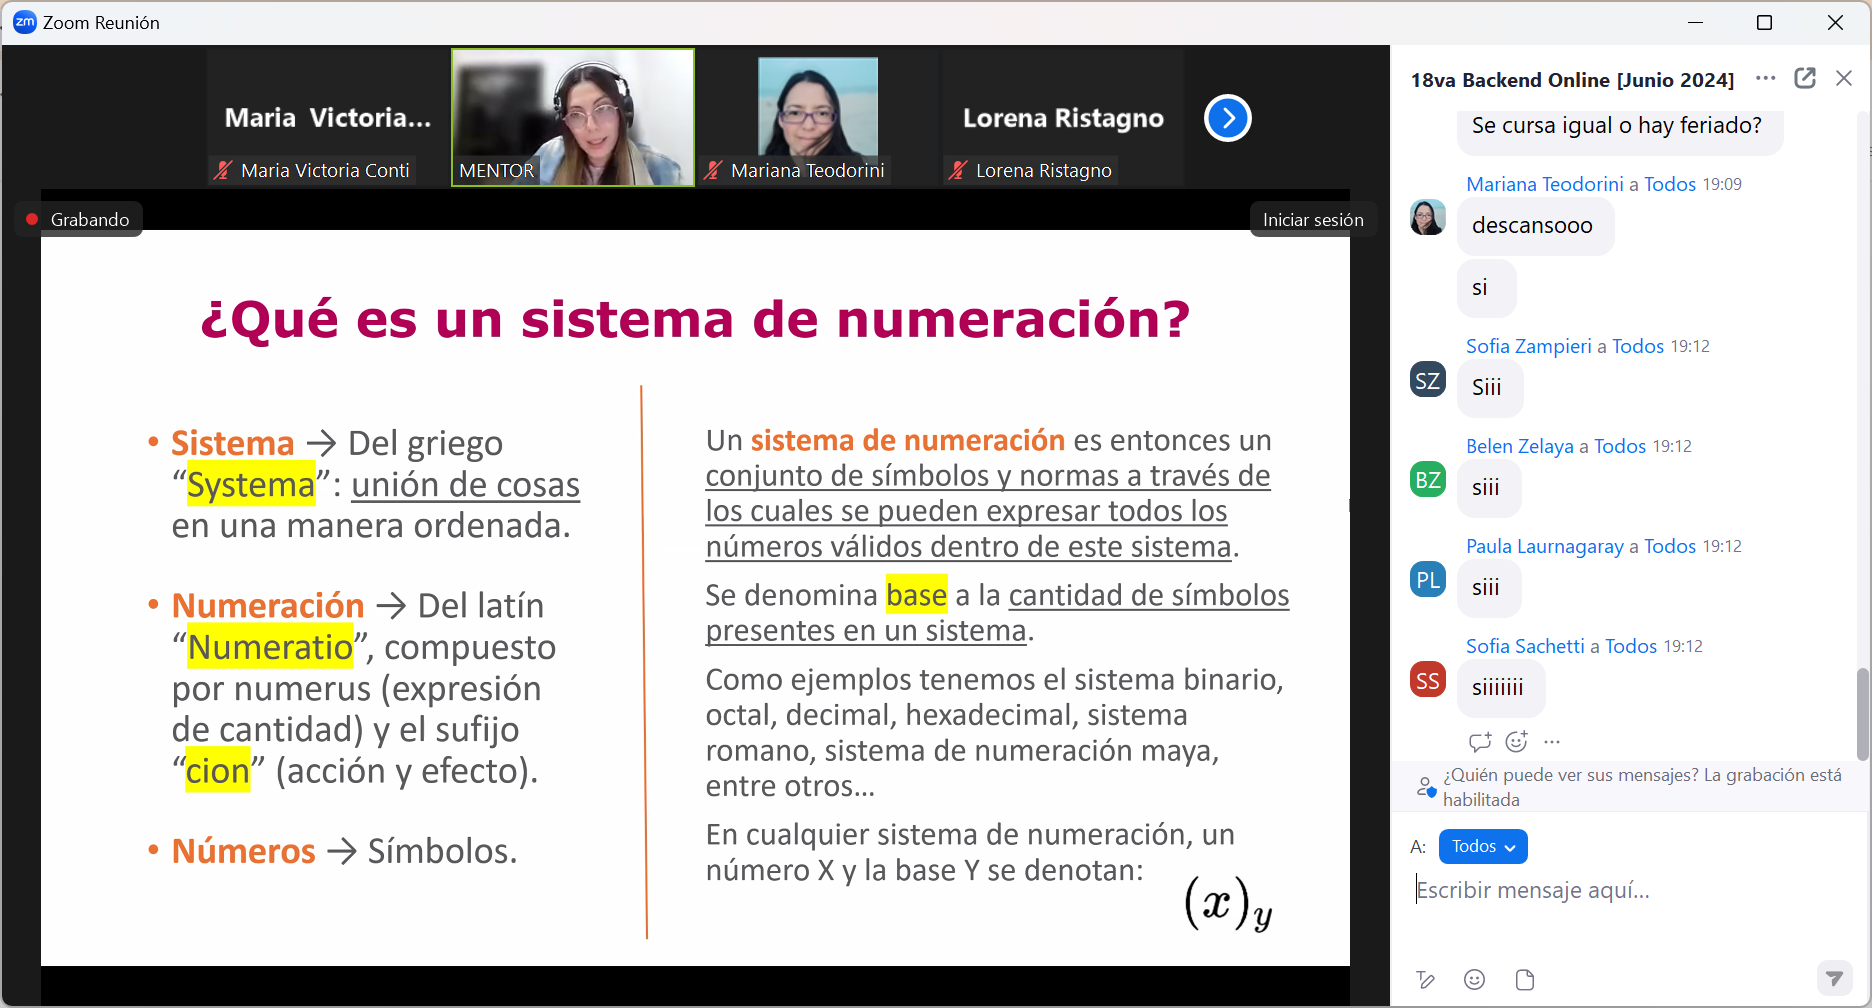 zm Zoom Reunión
Maria Victoria...
Maria Victoria Conti
MENTOR
Mariana Teodorini
Lorena Ristagno
Lorena Ristagno
Grabando
Iniciar sesión
¿Qué es un sistema de numeración?
• Sistema → Del griego
“Systema”: unión de cosas
en una manera ordenada.
• Numeración → Del latín
“Numeratio”, compuesto
por numerus (expresión
de cantidad) y el sufijo
“cion” (acción y efecto).
• Números → Símbolos.
Un sistema de numeración es entonces un
conjunto de símbolos y normas a través de
los cuales se pueden expresar todos los
números válidos dentro de este sistema.
Se denomina base a la cantidad de símbolos
presentes en un sistema.
Como ejemplos tenemos el sistema binario,
octal, decimal, hexadecimal, sistema
romano, sistema de numeración maya,
entre otros...
En cualquier sistema de numeración, un
número X y la base Y se denotan:
(x)y
18va Backend Online [Junio 2024]
Se cursa igual o hay feriado?
Mariana Teodorini a Todos 19:09
descansooo
si
Sofia Zampieri a Todos 19:12
SZ
Siii
Belen Zelaya a Todos 19:12
BZ
siii
Paula Laurnagaray a Todos 19:12
PL
siii
Sofia Sachetti a Todos 19:12
SS
siiiiiii
¿Quién puede ver sus mensajes? La grabación está
habilitada
A: Todos
Escribir mensaje aquí...